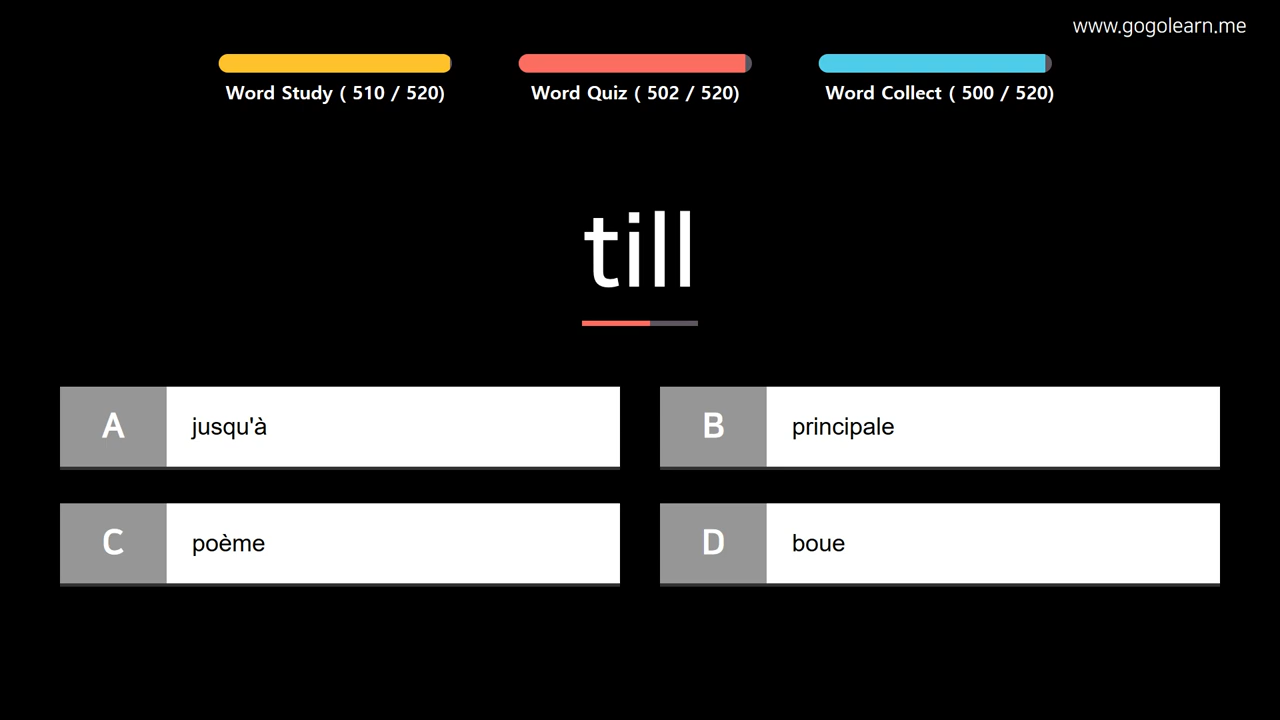 www.gogolearn.me
Word Study ( 510 / 520)
Word Quiz ( 502 / 520)
Word Collect ( 500 / 520)
till
A
jusqu'à
B
principale
C
poème
D
boue